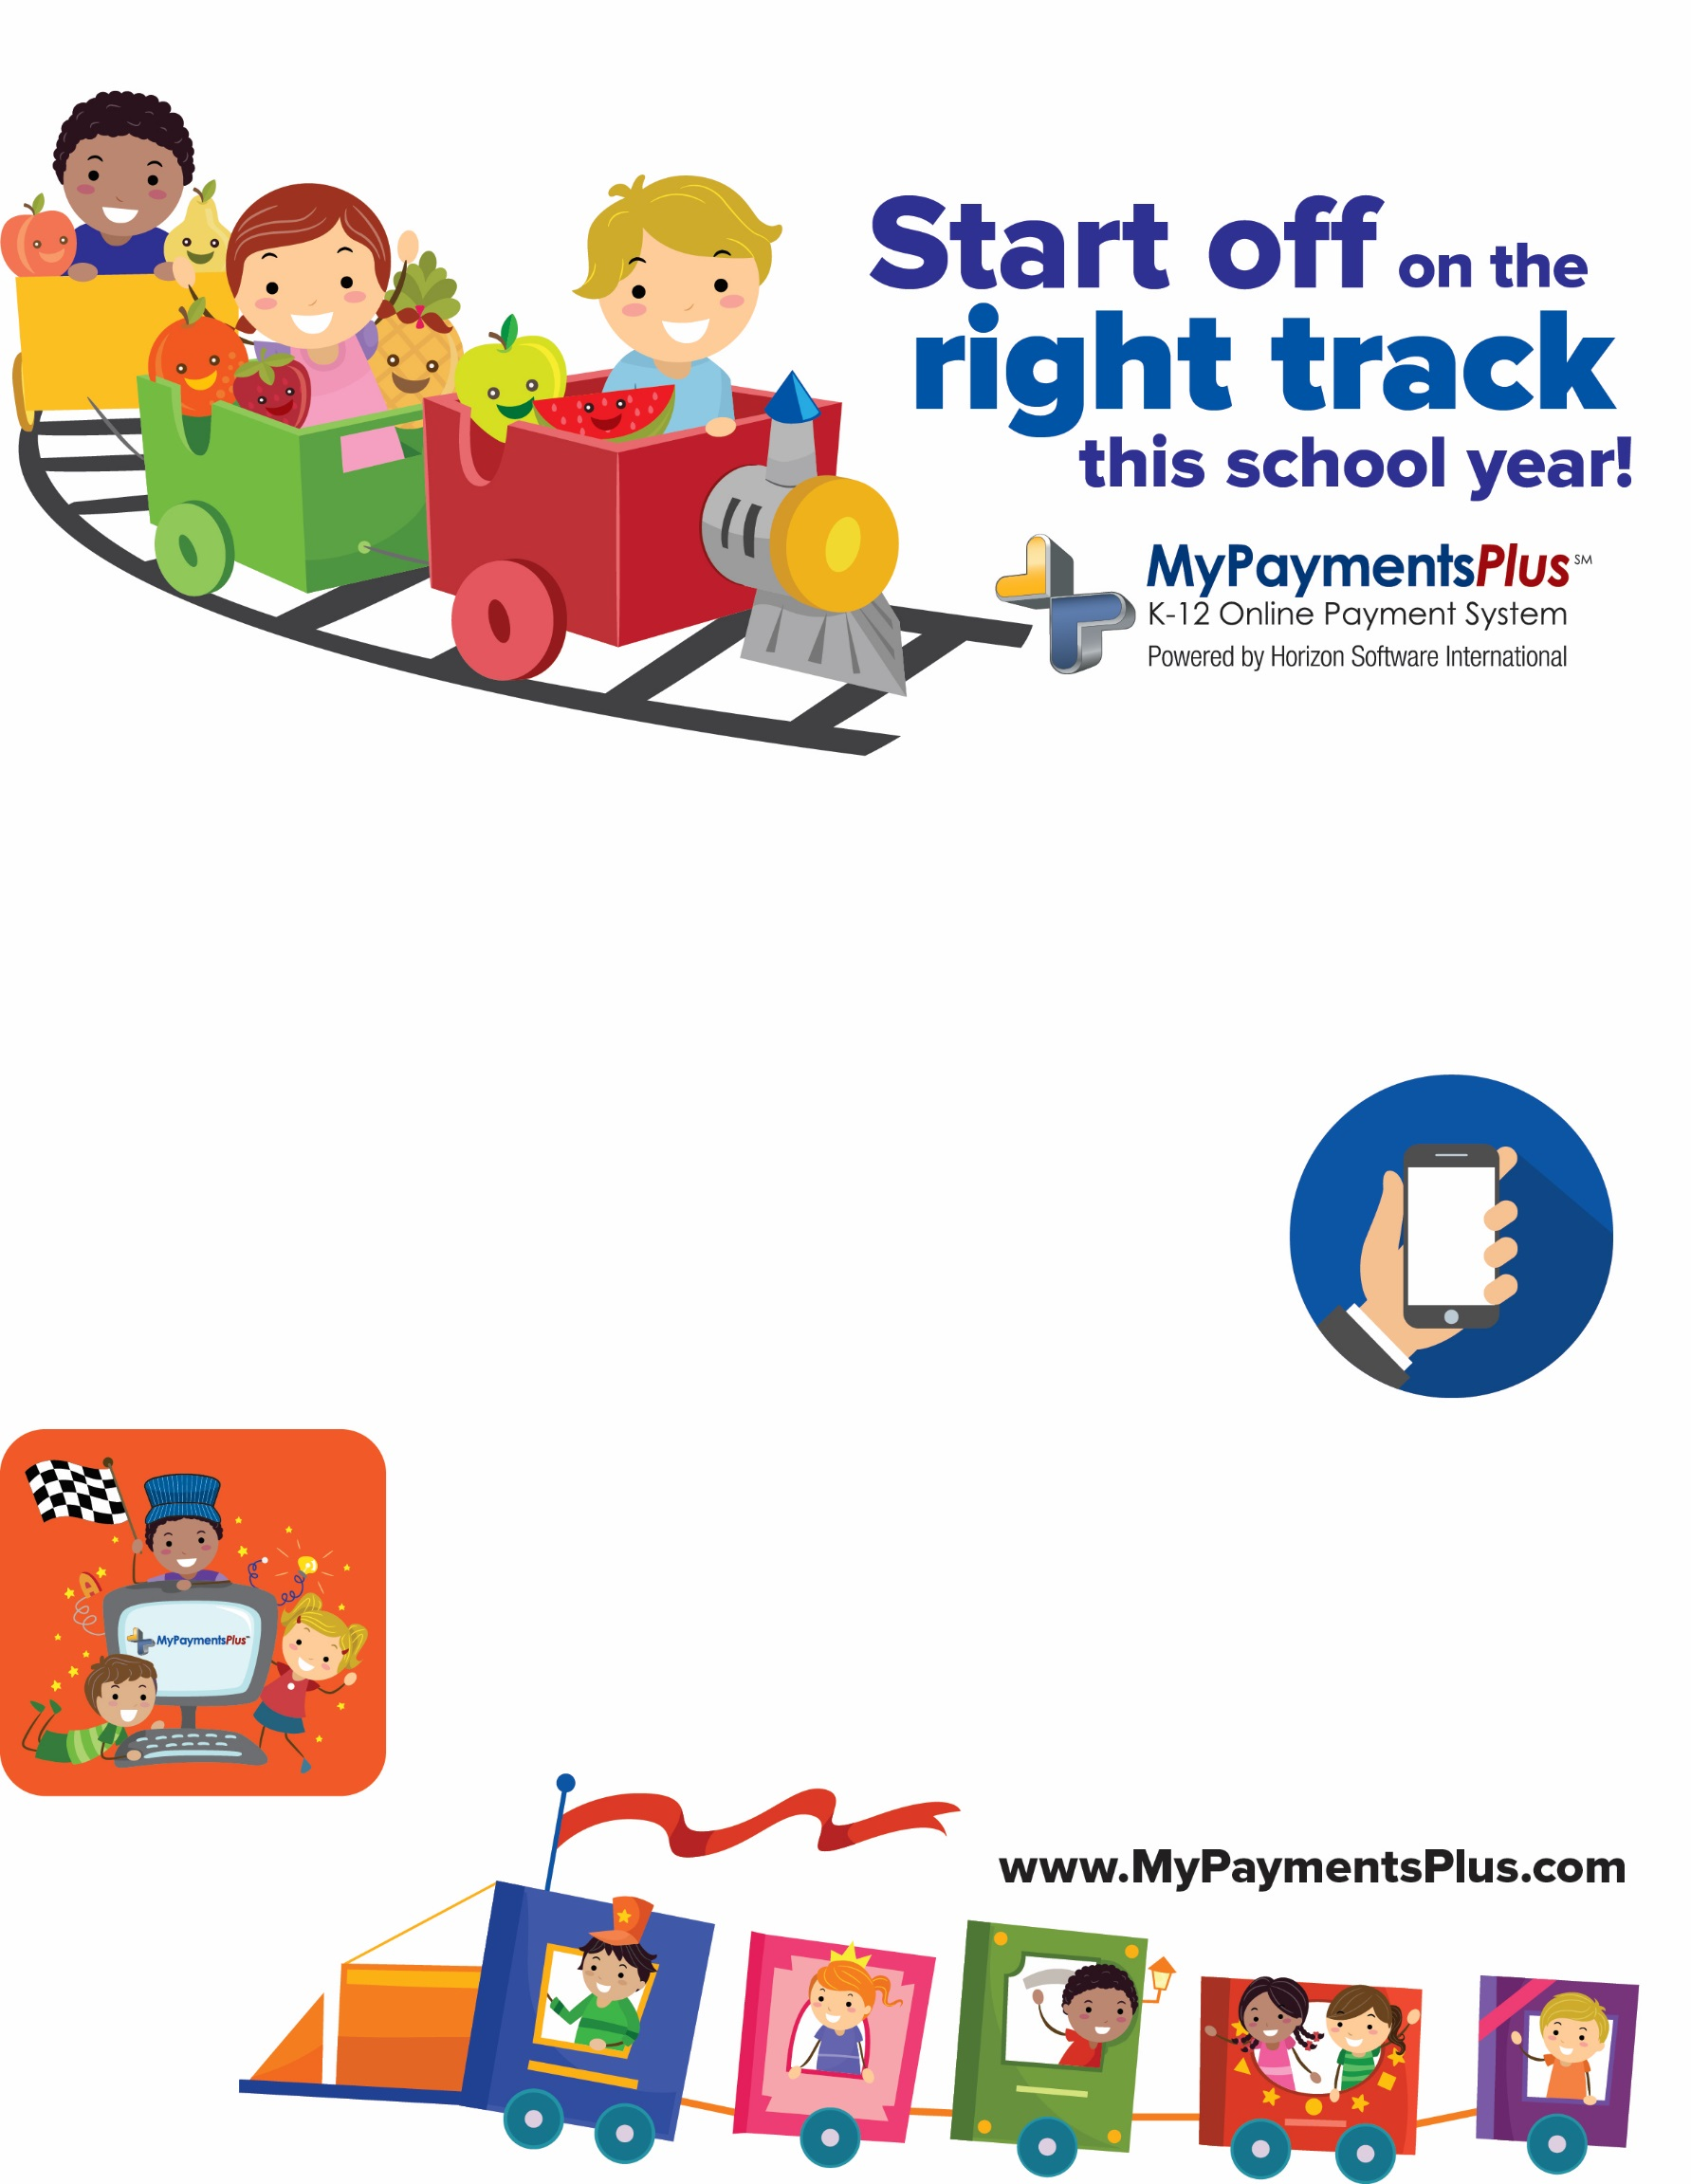 Start off on the
right track
this school year!
MyPaymentsPlus℠
K-12 Online Payment System
Powered by Horizon Software International
A
MyPaymentsPlus℠
www.MyPaymentsPlus.com